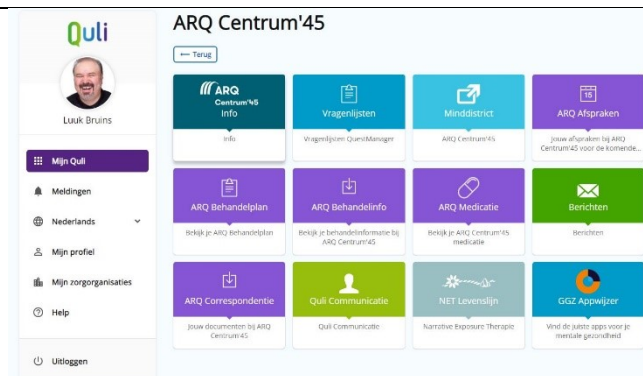 Quli
Luuk Bruins
Mijn Quli
Meldingen
Nederlands
Mijn profiel
Mijn zorgorganisaties
Help
Uitloggen
ARQ Centrum'45
← Terug
ARQ
Centrum'45
Info
Info
Vragenlijsten
Vragenlijsten QuestManager
Minddistrict
ARQ Centrum'45
15
ARQ Afspraken
Jouw afspraken bij ARQ
Centrum'45 voor de komende...
ARQ Behandelplan
Bekijk je ARQ Behandelplan
ARQ Behandelinfo
Bekijk je behandelinformatie bij
ARQ Centrum'45
ARQ Medicatie
Bekijk je ARQ Centrum'45
medicatie
Berichten
Berichten
ARQ Correspondentie
Jouw documenten bij ARQ
Centrum'45
Quli Communicatie
Quli Communicatie
NET Levenslijn
Narrative Exposure Therapie
GGZ Appwijzer
Vind de juiste apps voor je
mentale gezondheid